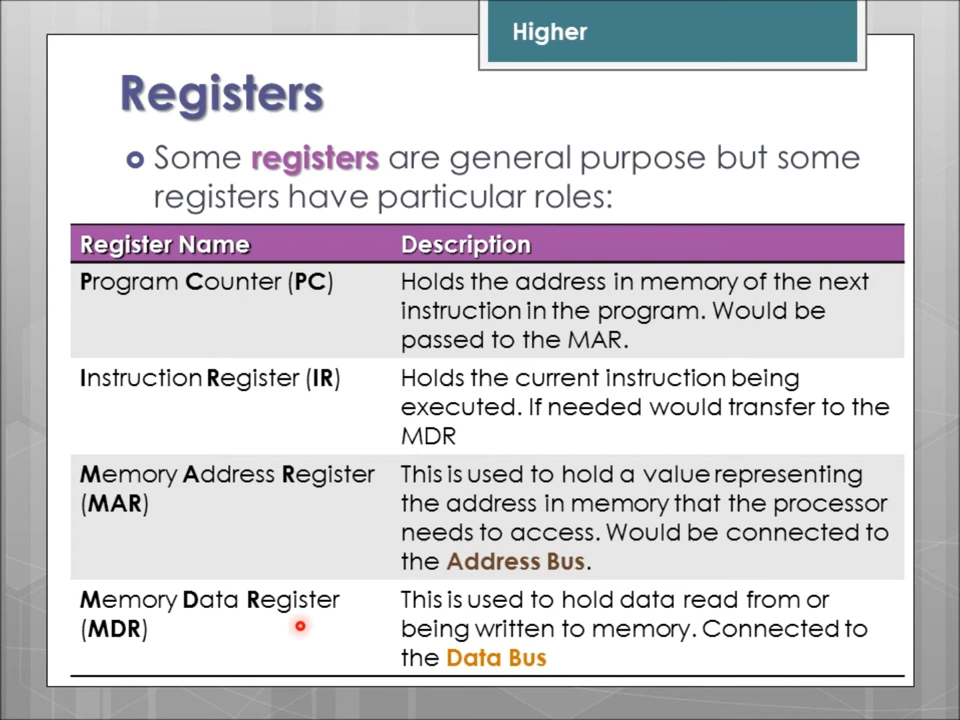 Higher
Registers
Some registers are general purpose but some
registers have particular roles:
Register Name Description
Program Counter (PC) Holds the address in memory of the next
instruction in the program. Would be
passed to the MAR.
Instruction Register (IR) Holds the current instruction being
executed. If needed would transfer to the
MDR
Memory Address Register This is used to hold a value representing
(MAR) the address in memory that the processor
needs to access. Would be connected to
the Address Bus.
Memory Data Register This is used to hold data read from or
(MDR) being written to memory. Connected to
the Data Bus